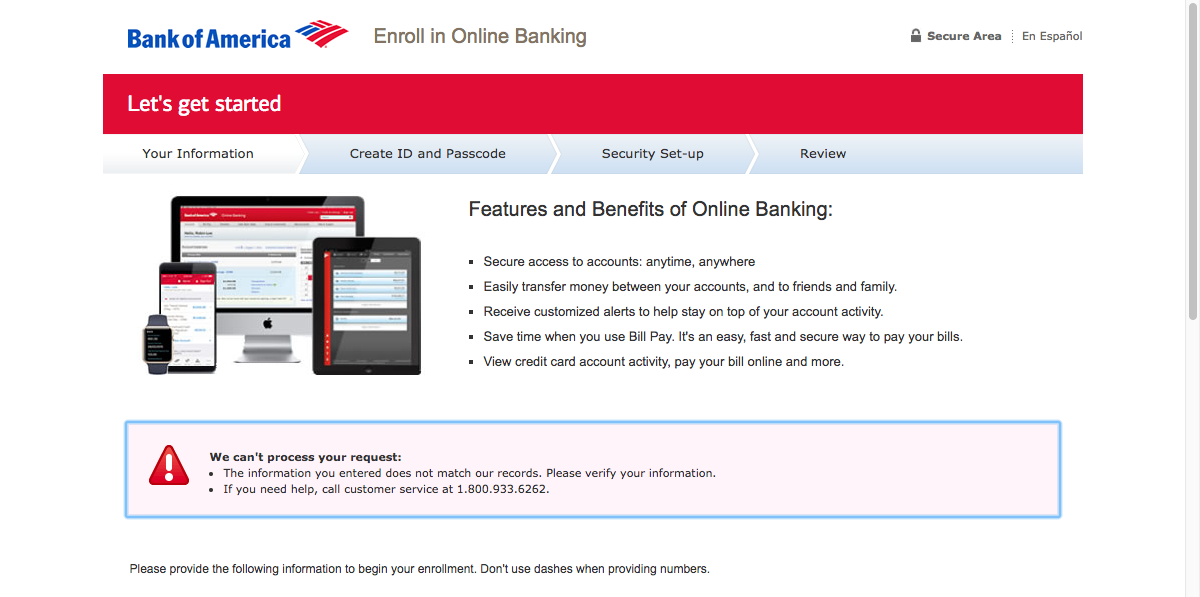 Bank of America Enroll in Online Banking Secure Area En Español
Let's get started
Your Information Create ID and Passcode Security Set-up Review
Features and Benefits of Online Banking:
Secure access to accounts: anytime, anywhere
Easily transfer money between your accounts, and to friends and family.
Receive customized alerts to help stay on top of your account activity.
Save time when you use Bill Pay. It's an easy, fast and secure way to pay your bills.
View credit card account activity, pay your bill online and more.
We can't process your request:
The information you entered does not match our records. Please verify your information.
If you need help, call customer service at 1.800.933.6262.
Please provide the following information to begin your enrollment. Don't use dashes when providing numbers.